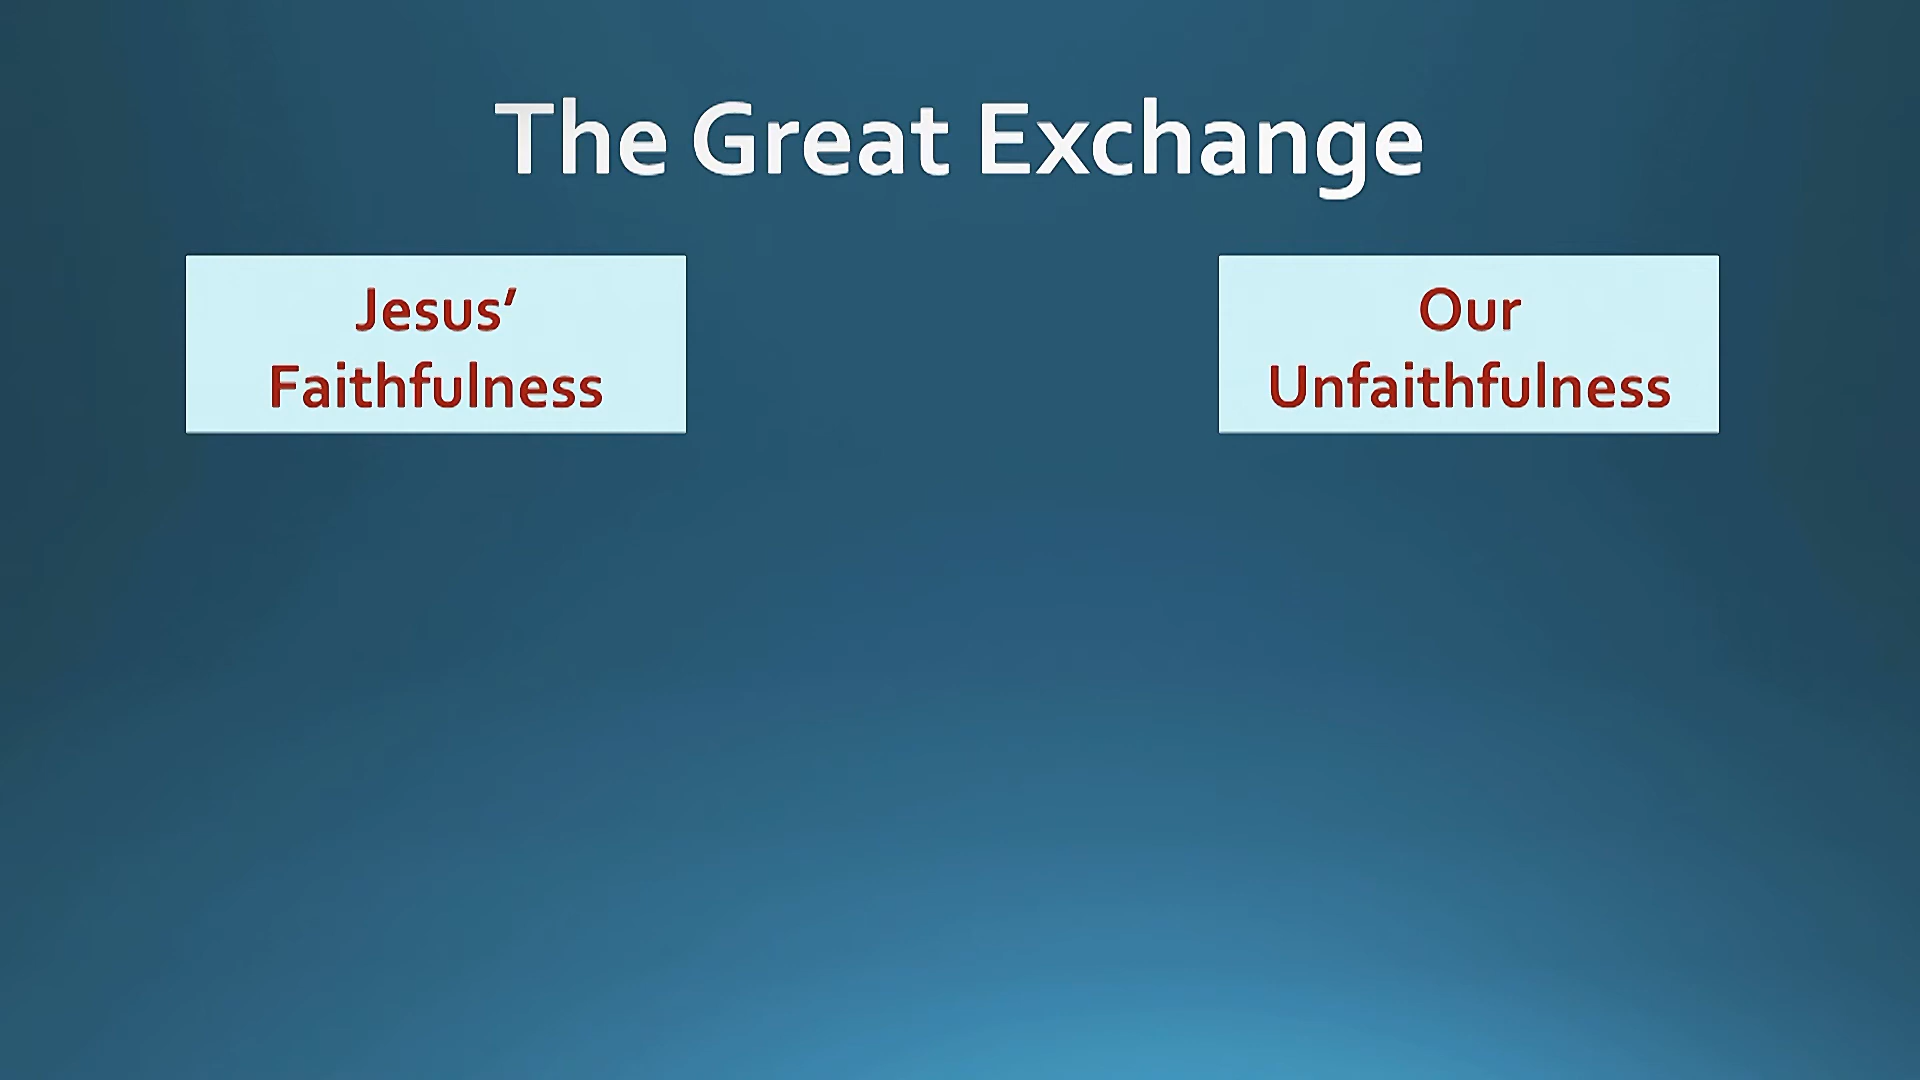 The Great Exchange
Jesus’
Faithfulness
Our
Unfaithfulness